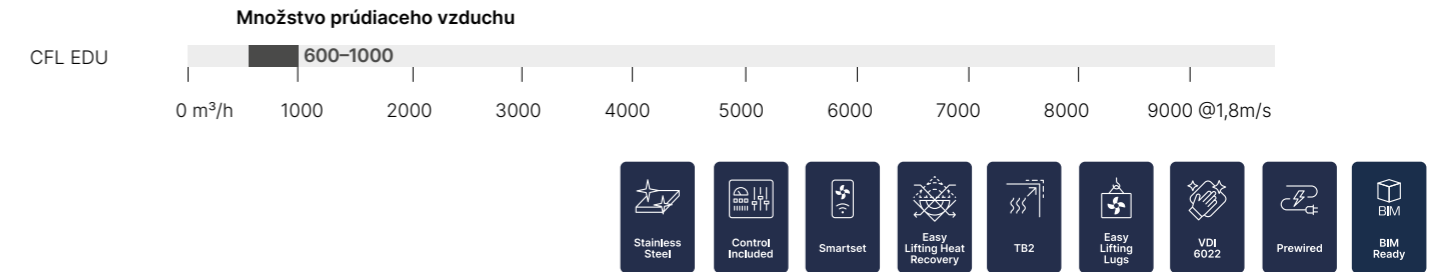 Množstvo prúdiaceho vzduchu
CFL EDU
600–1000
0 m³/h 1000 2000 3000 4000 5000 6000 7000 8000 9000 @1,8m/s
Stainless
Steel
Control
Included
Smartset
Easy
Lifting Heat
Recovery
TB2
Easy
Lifting
Lugs
VDI
6022
Prewired
BIM
BIM
Ready